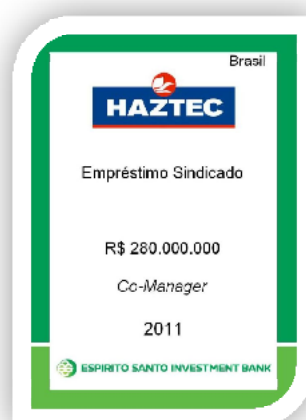 Brasil
HAZTEC
Empréstimo Sindicado
R$ 280.000.000
Co-Manager
2011
ESPIRITO SANTO INVESTMENT BANK